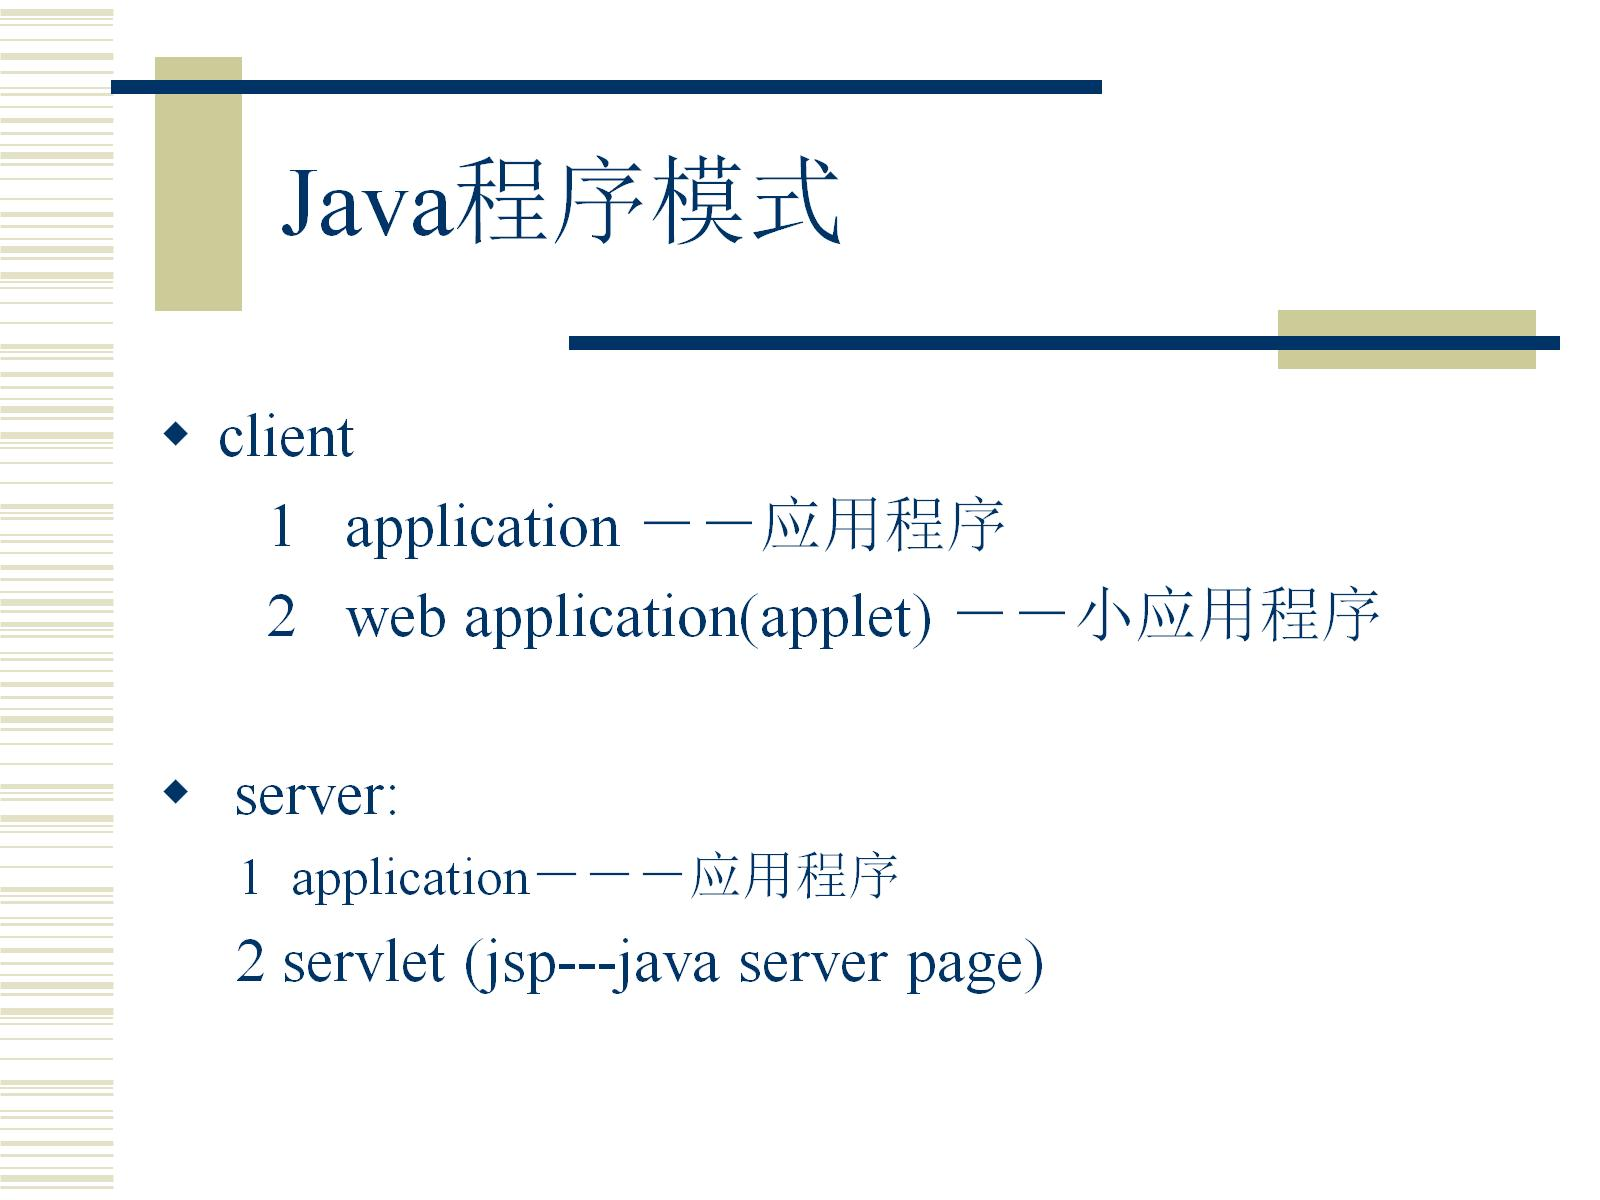 Java程序模式
◆ client
1 application －－应用程序
2 web application(applet) －－小应用程序
◆ server:
1 application－－－应用程序
2 servlet (jsp---java server page)